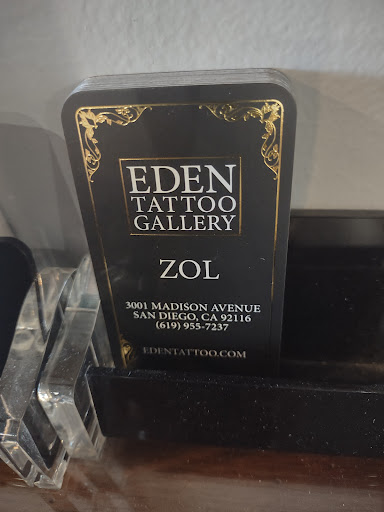 EDEN
TATTOO
GALLERY
ZOL
3001 MADISON AVENUE
SAN DIEGO, CA 92116
(619) 955-7237
EDENTATTOO.COM